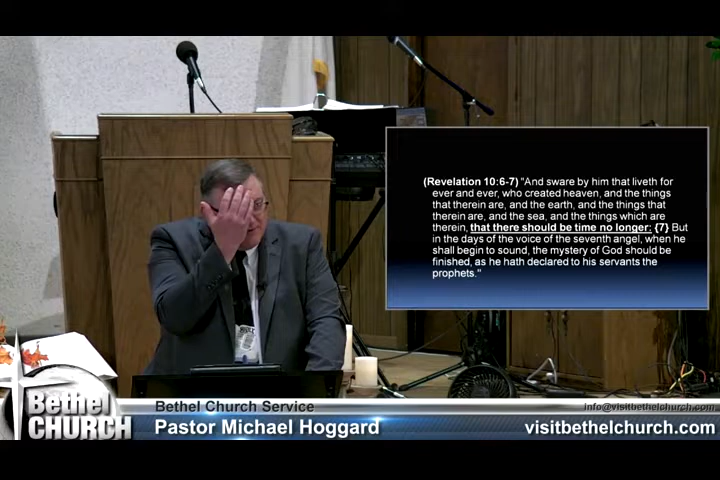 (Revelation 10:6-7) "And sware by him that liveth for
ever and ever, who created heaven, and the things
that therein are, and the earth, and the things that
therein are, and the sea, and the things which are
therein, that there should be time no longer: {7} But
in the days of the voice of the seventh angel, when he
shall begin to sound, the mystery of God should be
finished, as he hath declared to his servants the
prophets."
Bethel
CHURCH
Bethel Church Service
info@visitbethelchurch.com
Pastor Michael Hoggard
visitbethelchurch.com